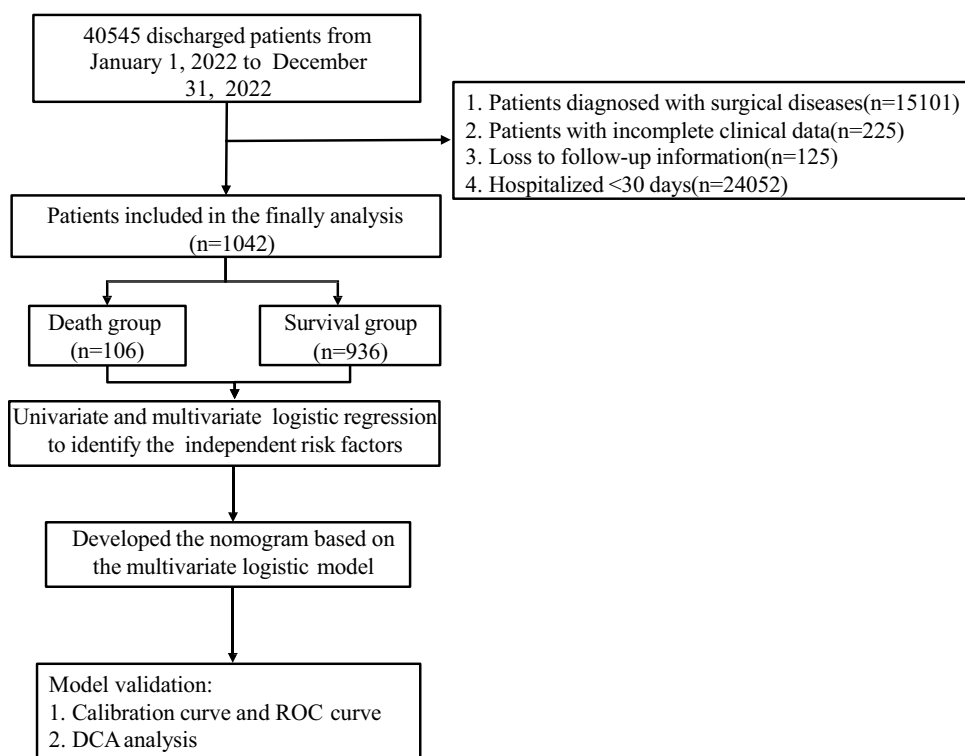 40545 discharged patients from
January 1, 2022 to December
31, 2022
1. Patients diagnosed with surgical diseases(n=15101)
2. Patients with incomplete clinical data(n=225)
3. Loss to follow-up information(n=125)
4. Hospitalized <30 days(n=24052)
Patients included in the finally analysis
(n=1042)
Death group
(n=106)
Survival group
(n=936)
Univariate and multivariate logistic regression
to identify the independent risk factors
Developed the nomogram based on
the multivariate logistic model
Model validation:
1. Calibration curve and ROC curve
2. DCA analysis